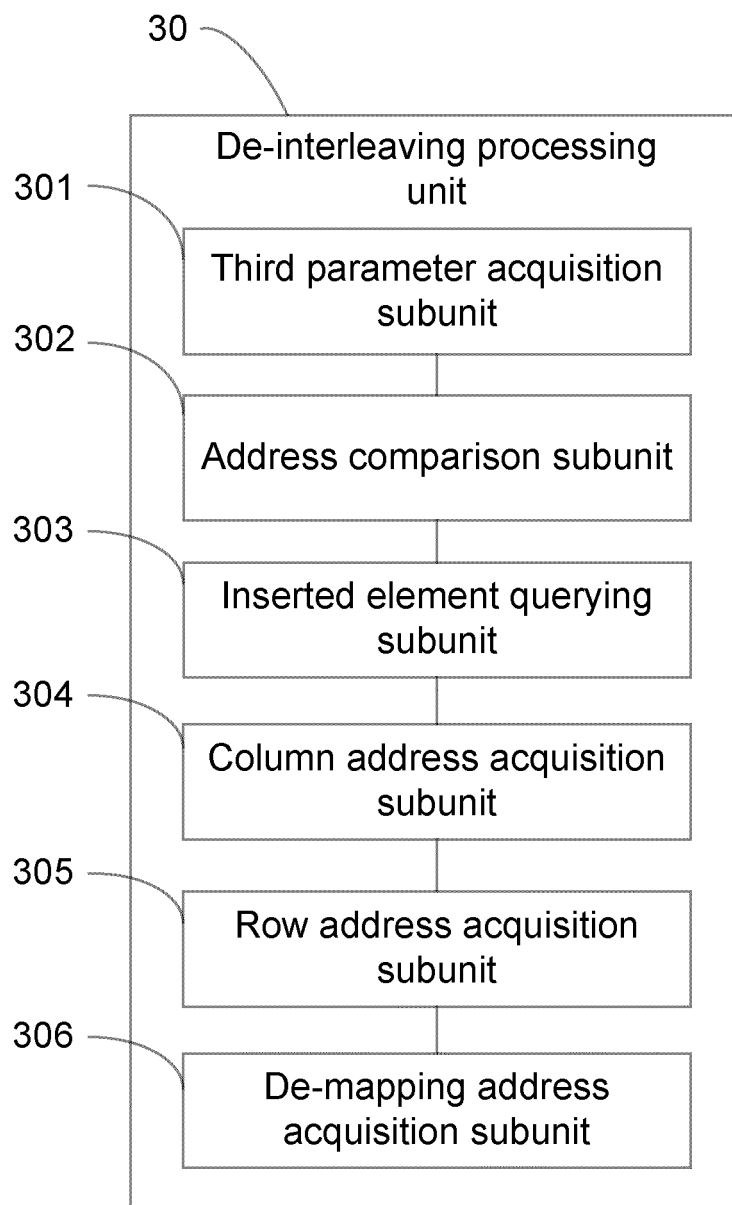 30
De-interleaving processing
unit
301
Third parameter acquisition
subunit
302
Address comparison subunit
303
Inserted element querying
subunit
304
Column address acquisition
subunit
305
Row address acquisition
subunit
306
De-mapping address
acquisition subunit